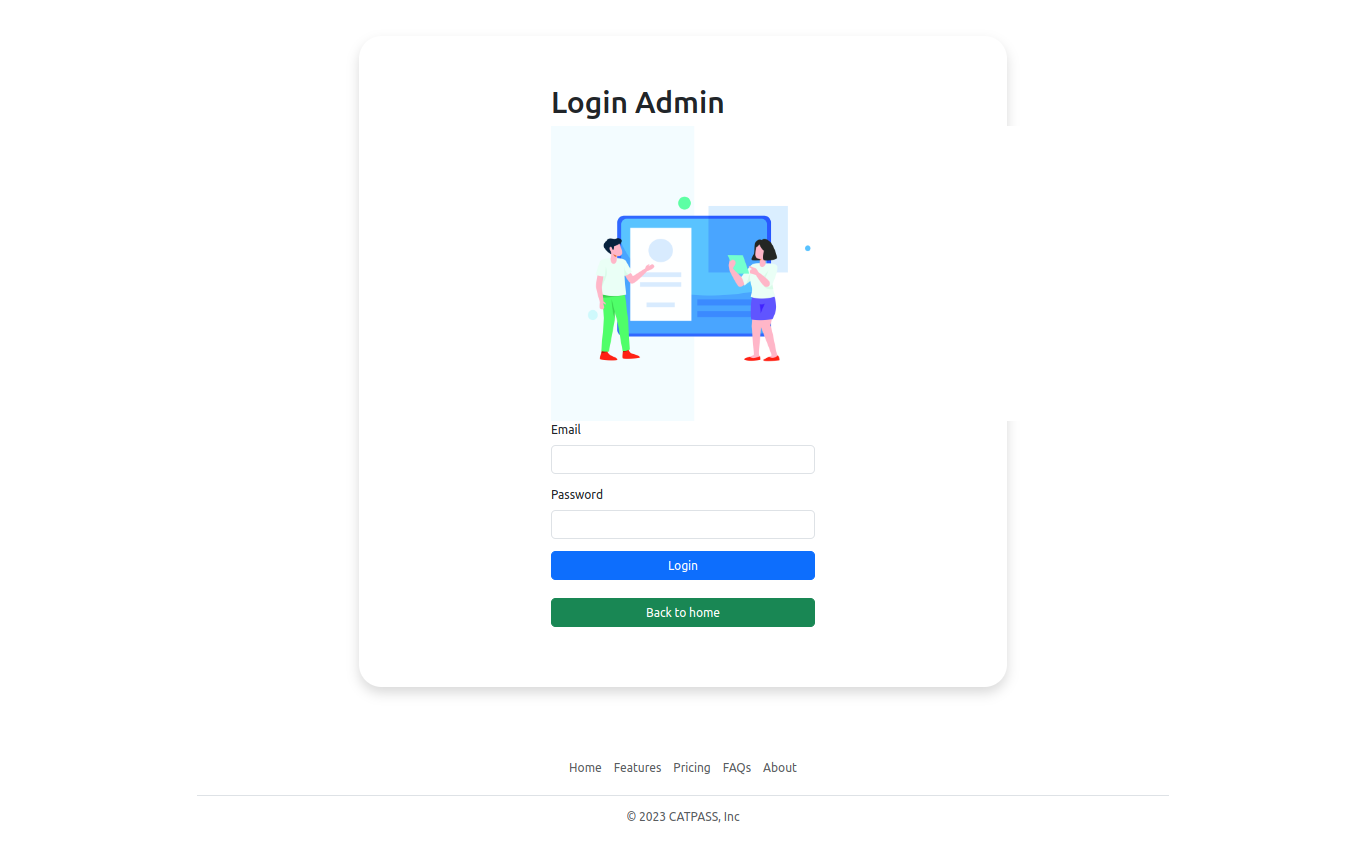 Login Admin
Email
Password
Login
Back to home
Home Features Pricing FAQs About
© 2023 CATPASS, Inc